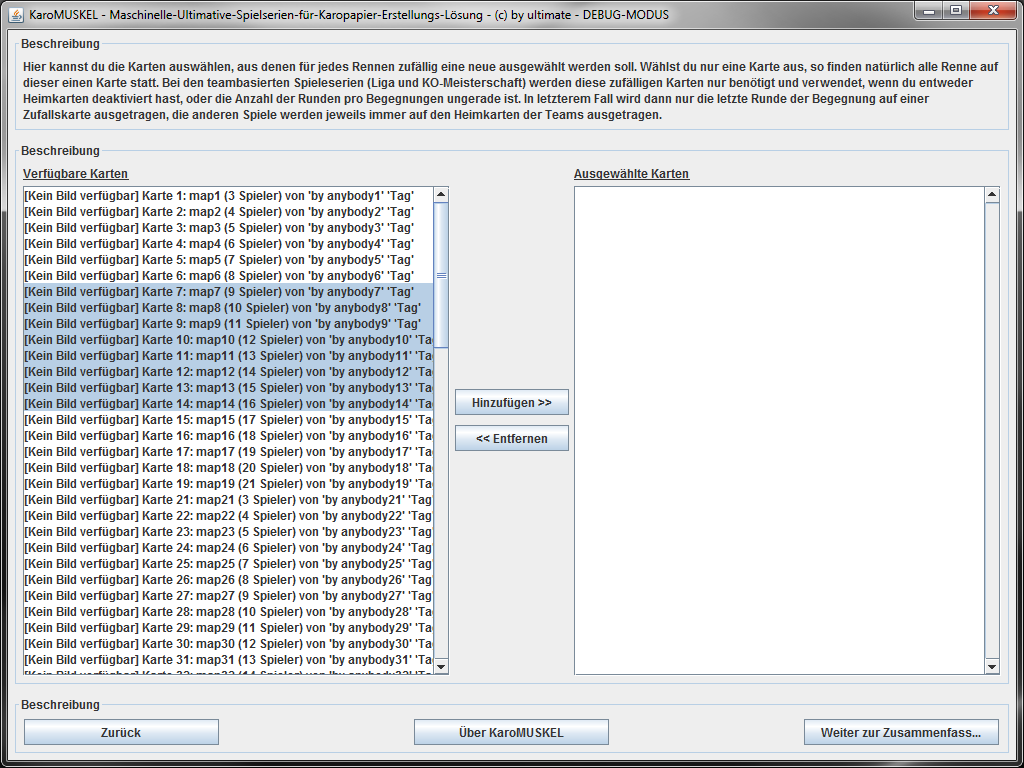 KaroMUSKEL - Maschinelle-Ultimative-Spielserien-für-Karopapier-Erstellungs-Lösung - (c) by ultimate - DEBUG-MODUS
Beschreibung
Hier kannst du die Karten auswählen, aus denen für jedes Rennen zufällig eine neue ausgewählt werden soll. Wählst du nur eine Karte aus, so finden natürlich alle Renne auf
dieser einen Karte statt. Bei den teambasierten Spieleserien (Liga und KO-Meisterschaft) werden diese zufälligen Karten nur benötigt und verwendet, wenn du entweder
Heimkarten deaktiviert hast, oder die Anzahl der Runden pro Begegnungen ungerade ist. In letzterem Fall wird dann nur die letzte Runde der Begegnung auf einer
Zufallskarte ausgetragen, die anderen Spiele werden jeweils immer auf den Heimkarten der Teams ausgetragen.
Beschreibung
Verfügbare Karten
[Kein Bild verfügbar] Karte 1: map1 (3 Spieler) von 'by anybody1' 'Tag'
[Kein Bild verfügbar] Karte 2: map2 (4 Spieler) von 'by anybody2' 'Tag'
[Kein Bild verfügbar] Karte 3: map3 (5 Spieler) von 'by anybody3' 'Tag'
[Kein Bild verfügbar] Karte 4: map4 (6 Spieler) von 'by anybody4' 'Tag'
[Kein Bild verfügbar] Karte 5: map5 (7 Spieler) von 'by anybody5' 'Tag'
[Kein Bild verfügbar] Karte 6: map6 (8 Spieler) von 'by anybody6' 'Tag'
[Kein Bild verfügbar] Karte 7: map7 (9 Spieler) von 'by anybody7' 'Tag'
[Kein Bild verfügbar] Karte 8: map8 (10 Spieler) von 'by anybody8' 'Tag'
[Kein Bild verfügbar] Karte 9: map9 (11 Spieler) von 'by anybody9' 'Tag'
[Kein Bild verfügbar] Karte 10: map10 (12 Spieler) von 'by anybody10' 'Ta
[Kein Bild verfügbar] Karte 11: map11 (13 Spieler) von 'by anybody11' 'Ta
[Kein Bild verfügbar] Karte 12: map12 (14 Spieler) von 'by anybody12' 'Ta
[Kein Bild verfügbar] Karte 13: map13 (15 Spieler) von 'by anybody13' 'Ta
[Kein Bild verfügbar] Karte 14: map14 (16 Spieler) von 'by anybody14' 'Ta
[Kein Bild verfügbar] Karte 15: map15 (17 Spieler) von 'by anybody15' 'Ta
[Kein Bild verfügbar] Karte 16: map16 (18 Spieler) von 'by anybody16' 'Ta
[Kein Bild verfügbar] Karte 17: map17 (19 Spieler) von 'by anybody17' 'Ta
[Kein Bild verfügbar] Karte 18: map18 (20 Spieler) von 'by anybody18' 'Ta
[Kein Bild verfügbar] Karte 19: map19 (21 Spieler) von 'by anybody19' 'Ta
[Kein Bild verfügbar] Karte 21: map21 (3 Spieler) von 'by anybody21' 'Tag
[Kein Bild verfügbar] Karte 22: map22 (4 Spieler) von 'by anybody22' 'Tag
[Kein Bild verfügbar] Karte 23: map23 (5 Spieler) von 'by anybody23' 'Tag
[Kein Bild verfügbar] Karte 24: map24 (6 Spieler) von 'by anybody24' 'Tag
[Kein Bild verfügbar] Karte 25: map25 (7 Spieler) von 'by anybody25' 'Tag
[Kein Bild verfügbar] Karte 26: map26 (8 Spieler) von 'by anybody26' 'Tag
[Kein Bild verfügbar] Karte 27: map27 (9 Spieler) von 'by anybody27' 'Tag
[Kein Bild verfügbar] Karte 28: map28 (10 Spieler) von 'by anybody28' 'Ta
[Kein Bild verfügbar] Karte 29: map29 (11 Spieler) von 'by anybody29' 'Ta
[Kein Bild verfügbar] Karte 30: map30 (12 Spieler) von 'by anybody30' 'Ta
[Kein Bild verfügbar] Karte 31: map31 (13 Spieler) von 'by anybody31' 'Ta
Hinzufügen >>
<< Entfernen
Ausgewählte Karten
Beschreibung
Zurück
Über KaroMUSKEL
Weiter zur Zusammenfass...